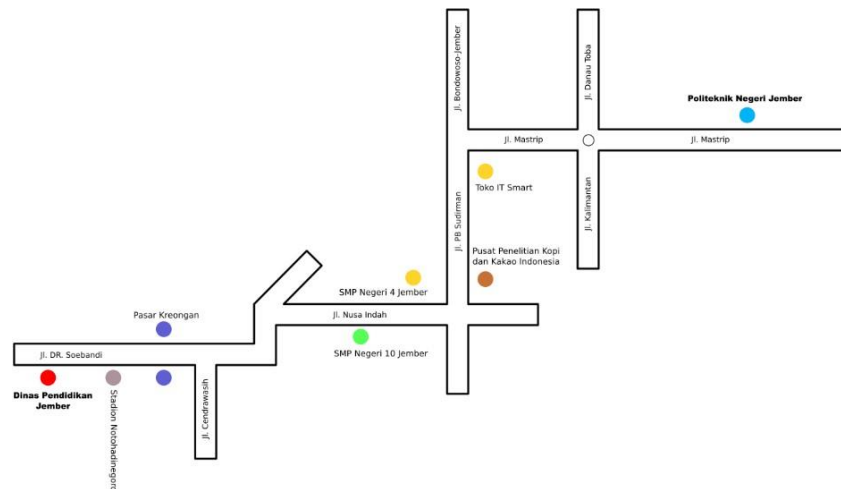 Jl. Bondowoso-Jember
Jl. Danau Toba
Politeknik Negeri Jember
Jl. Mastrip
Jl. Mastrip
Toko IT Smart
Jl. PB Sudirman
Jl. Kalimantan
Pusat Penelitian Kopi
dan Kakao Indonesia
SMP Negeri 4 Jember
Jl. Nusa Indah
Pasar Kreongan
SMP Negeri 10 Jember
Jl. DR. Soebandi
Dinas Pendidikan
Jember
Stadion Notohadinegoro
Jl. Cendrawasih